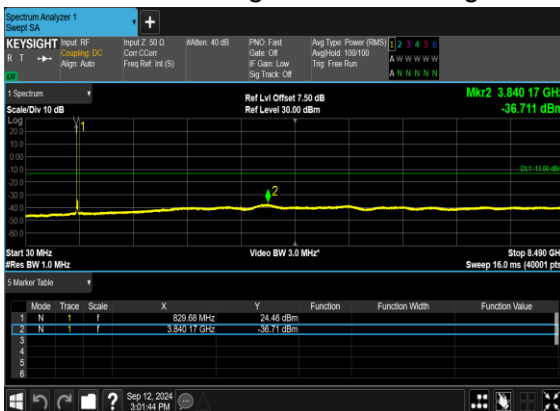 Spectrum Analyzer 1
Swept SA
+
KEYSIGHT Input: RF Input Z: 50 Ω #Atten: 40 dB PNO: Fast Avg Type: Power (RMS) 1 2 3 4 5 6
R T Coupling: DC Corr CCorr Gate: Off Avg|Hold: 100/100 A W W W W W
Align: Auto Freq Ref: Int (S) IF Gain: Low Trig: Free Run
Sig Track: Off A N N N N N
1 Spectrum
Ref Lvl Offset 7.50 dB Mkr2 3.840 17 GHz
Scale/Div 10 dB Ref Level 30.00 dBm -36.711 dBm
Log
20.0
1
10.0
0.00
-10.0
DL1 -13.00 dBm
-20.0
2
-30.0
-40.0
-50.0
-60.0
Start 30 MHz Video BW 3.0 MHz* Stop 8.490 GH
#Res BW 1.0 MHz Sweep 16.0 ms (40001 pts
5 Marker Table
Mode Trace Scale X Y Function Function Width Function Value
1 N 1 f 829.68 MHz 24.46 dBm
2 N 1 f 3.840 17 GHz -36.71 dBm
3
4
5
6
? Sep 12, 2024
3:01:44 PM